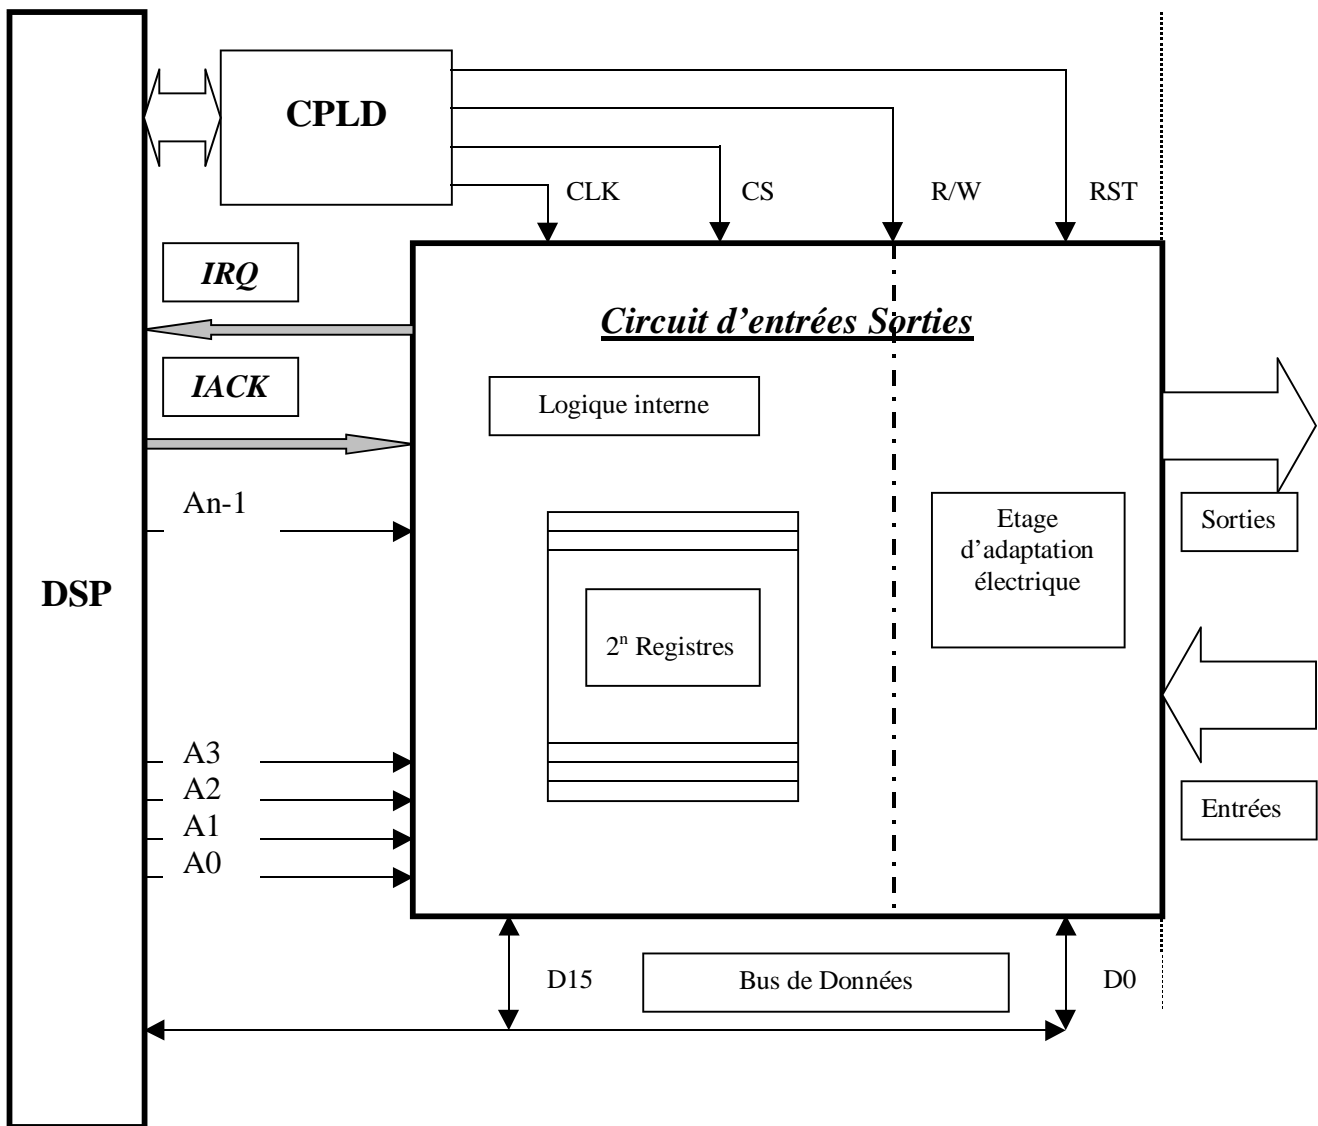 CPLD
CLK
CS
R/W
RST
IRQ
Circuit d’entrées Sorties
IACK
Logique interne
An-1
Etage
d’adaptation
électrique
Sorties
DSP
2ⁿ Registres
A3
A2
A1
A0
Entrées
D15
Bus de Données
D0